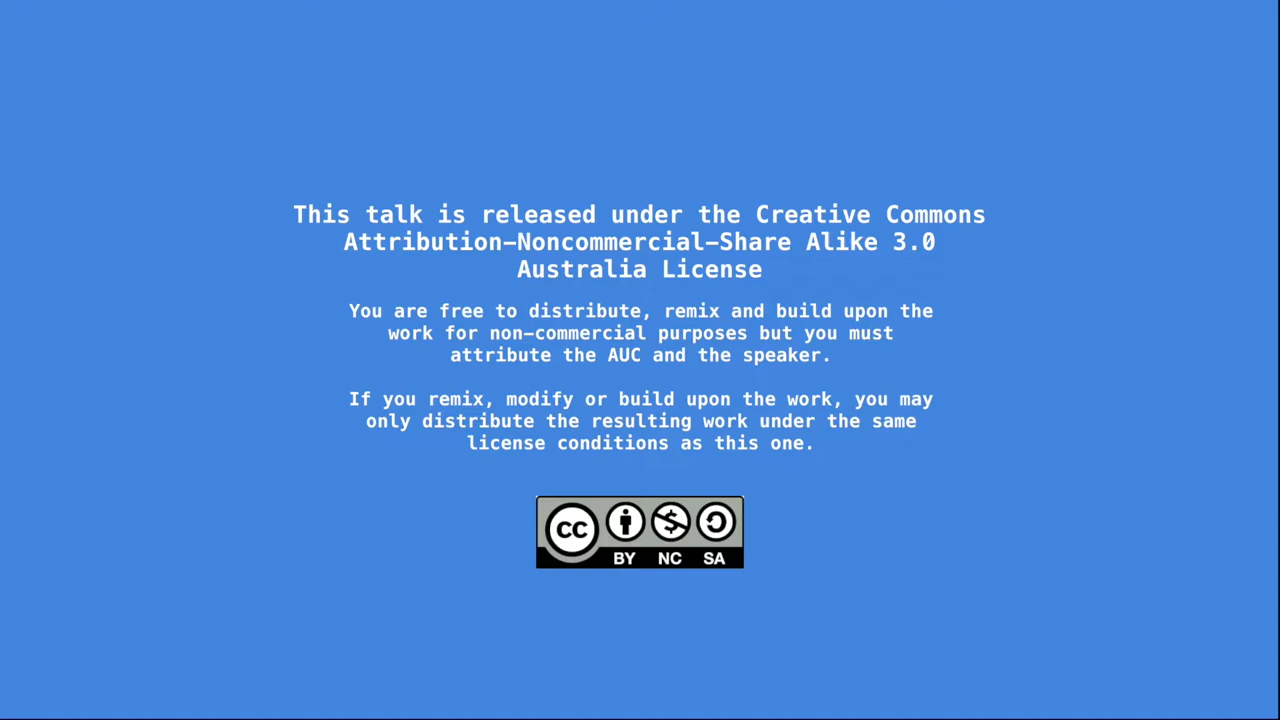 This talk is released under the Creative Commons
Attribution-Noncommercial-Share Alike 3.0
Australia License
You are free to distribute, remix and build upon the
work for non-commercial purposes but you must
attribute the AUC and the speaker.
If you remix, modify or build upon the work, you may
only distribute the resulting work under the same
license conditions as this one.
cc
BY NC SA